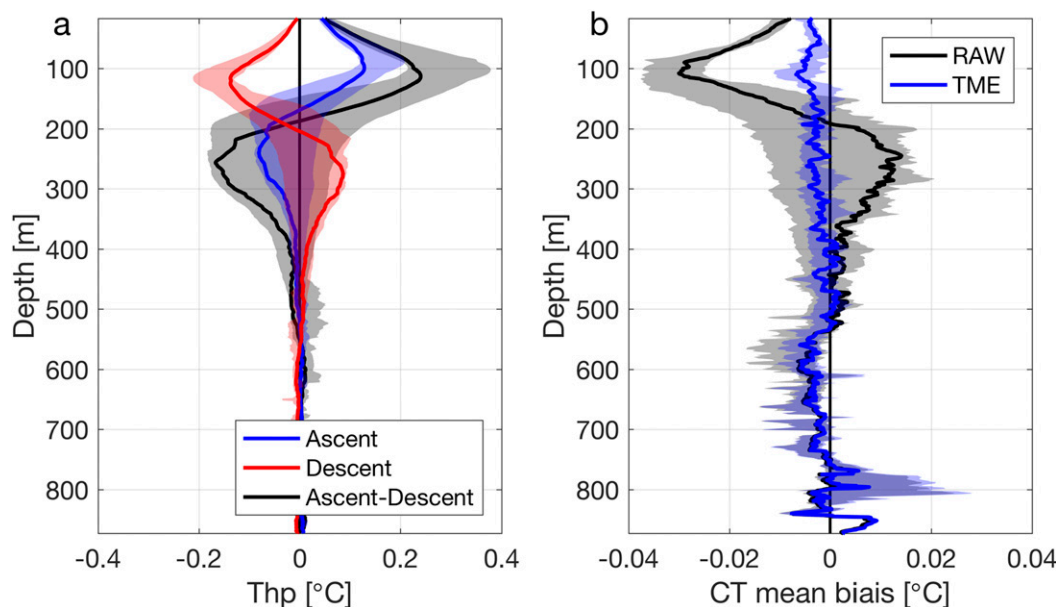 a
Depth [m]
100
200
300
400
500
600
700
800
Ascent
Descent
Ascent-Descent
-0.4
-0.2
0
0.2
0.4
Thp [°C]
b
RAW
TME
Depth [m]
100
200
300
400
500
600
700
800
-0.04
-0.02
0
0.02
0.04
CT mean biais [°C]